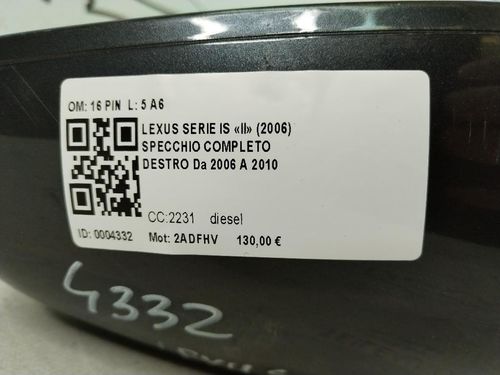 OM: 16 PIN L: 5 A6
LEXUS SERIE IS «II» (2006)
SPECCHIO COMPLETO
DESTRO Da 2006 A 2010
CC:2231 diesel
ID: 0004332 Mot: 2ADFHV 130,00 €
4332